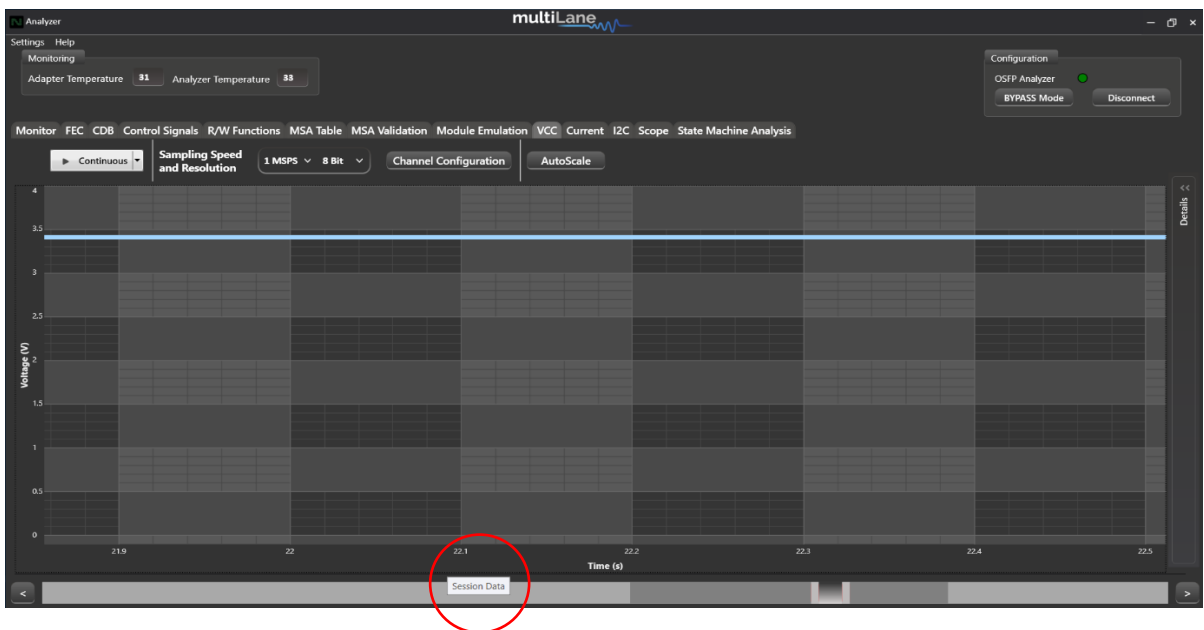 Analyzer
multiLane
Settings Help
Monitoring
Adapter Temperature 31 Analyzer Temperature 33
Configuration
OSFP Analyzer
BYPASS Mode Disconnect
Monitor FEC CDB Control Signals R/W Functions MSA Table MSA Validation Module Emulation VCC Current I2C Scope State Machine Analysis
Continuous
Sampling Speed
and Resolution
1 MSPS 8 Bit
Channel Configuration
AutoScale
<<
Details
4
3.5
3
2.5
2
1.5
1
0.5
0
Voltage (V)
21.9 22 22.1 22.2 22.3 22.4 22.5
Time (s)
< Session Data >